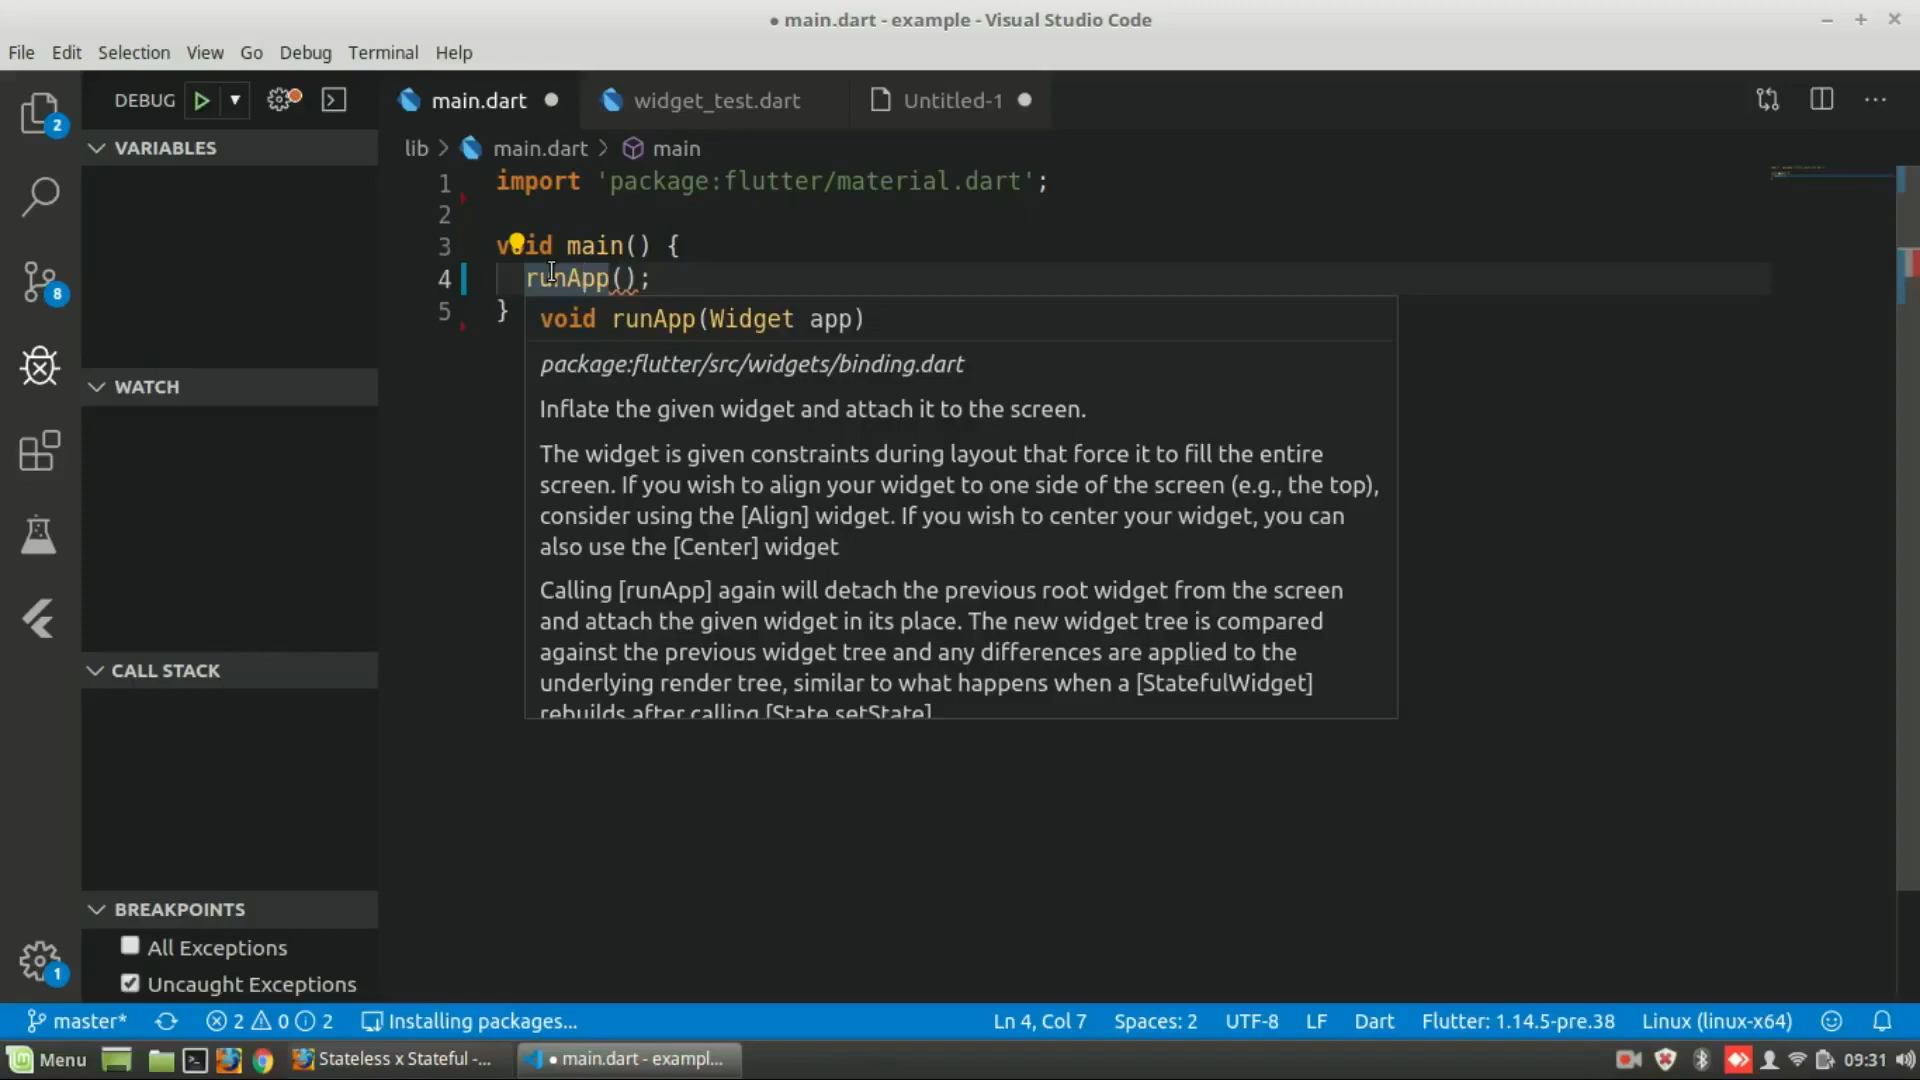 main.dart - example - Visual Studio Code
File Edit Selection View Go Debug Terminal Help
DEBUG
main.dart
widget_test.dart
Untitled-1
2
VARIABLES
lib > main.dart > main
1 import 'package:flutter/material.dart';
2
3 void main() {
4 runApp();
5 }
8
void runApp(Widget app)
package:flutter/src/widgets/binding.dart
Inflate the given widget and attach it to the screen.
The widget is given constraints during layout that force it to fill the entire
screen. If you wish to align your widget to one side of the screen (e.g., the top),
consider using the [Align] widget. If you wish to center your widget, you can
also use the [Center] widget
Calling [runApp] again will detach the previous root widget from the screen
and attach the given widget in its place. The new widget tree is compared
against the previous widget tree and any differences are applied to the
underlying render tree, similar to what happens when a [StatefulWidget]
rebuilds after calling [State.setState]
WATCH
CALL STACK
BREAKPOINTS
All Exceptions
Uncaught Exceptions
1
master* 2 0 2 Installing packages... Ln 4, Col 7 Spaces: 2 UTF-8 LF Dart Flutter: 1.14.5-pre.38 Linux (linux-x64)
Menu Stateless x Stateful -... ● main.dart - exampl... 09:31